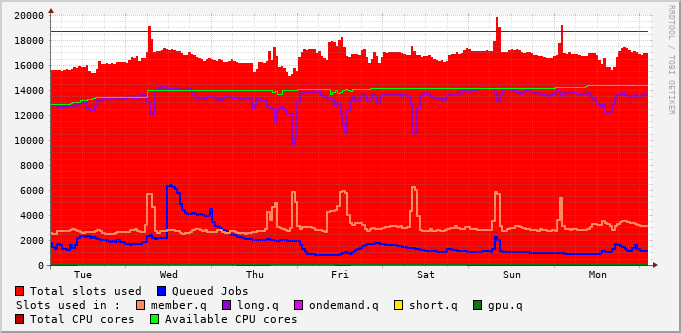 20000
18000
16000
14000
12000
10000
8000
6000
4000
2000
0
Tue Wed Thu Fri Sat Sun Mon
Total slots used Queued Jobs
Slots used in : member.q long.q ondemand.q short.q gpu.q
Total CPU cores Available CPU cores
RRDTOOL / TOBI OETIKER